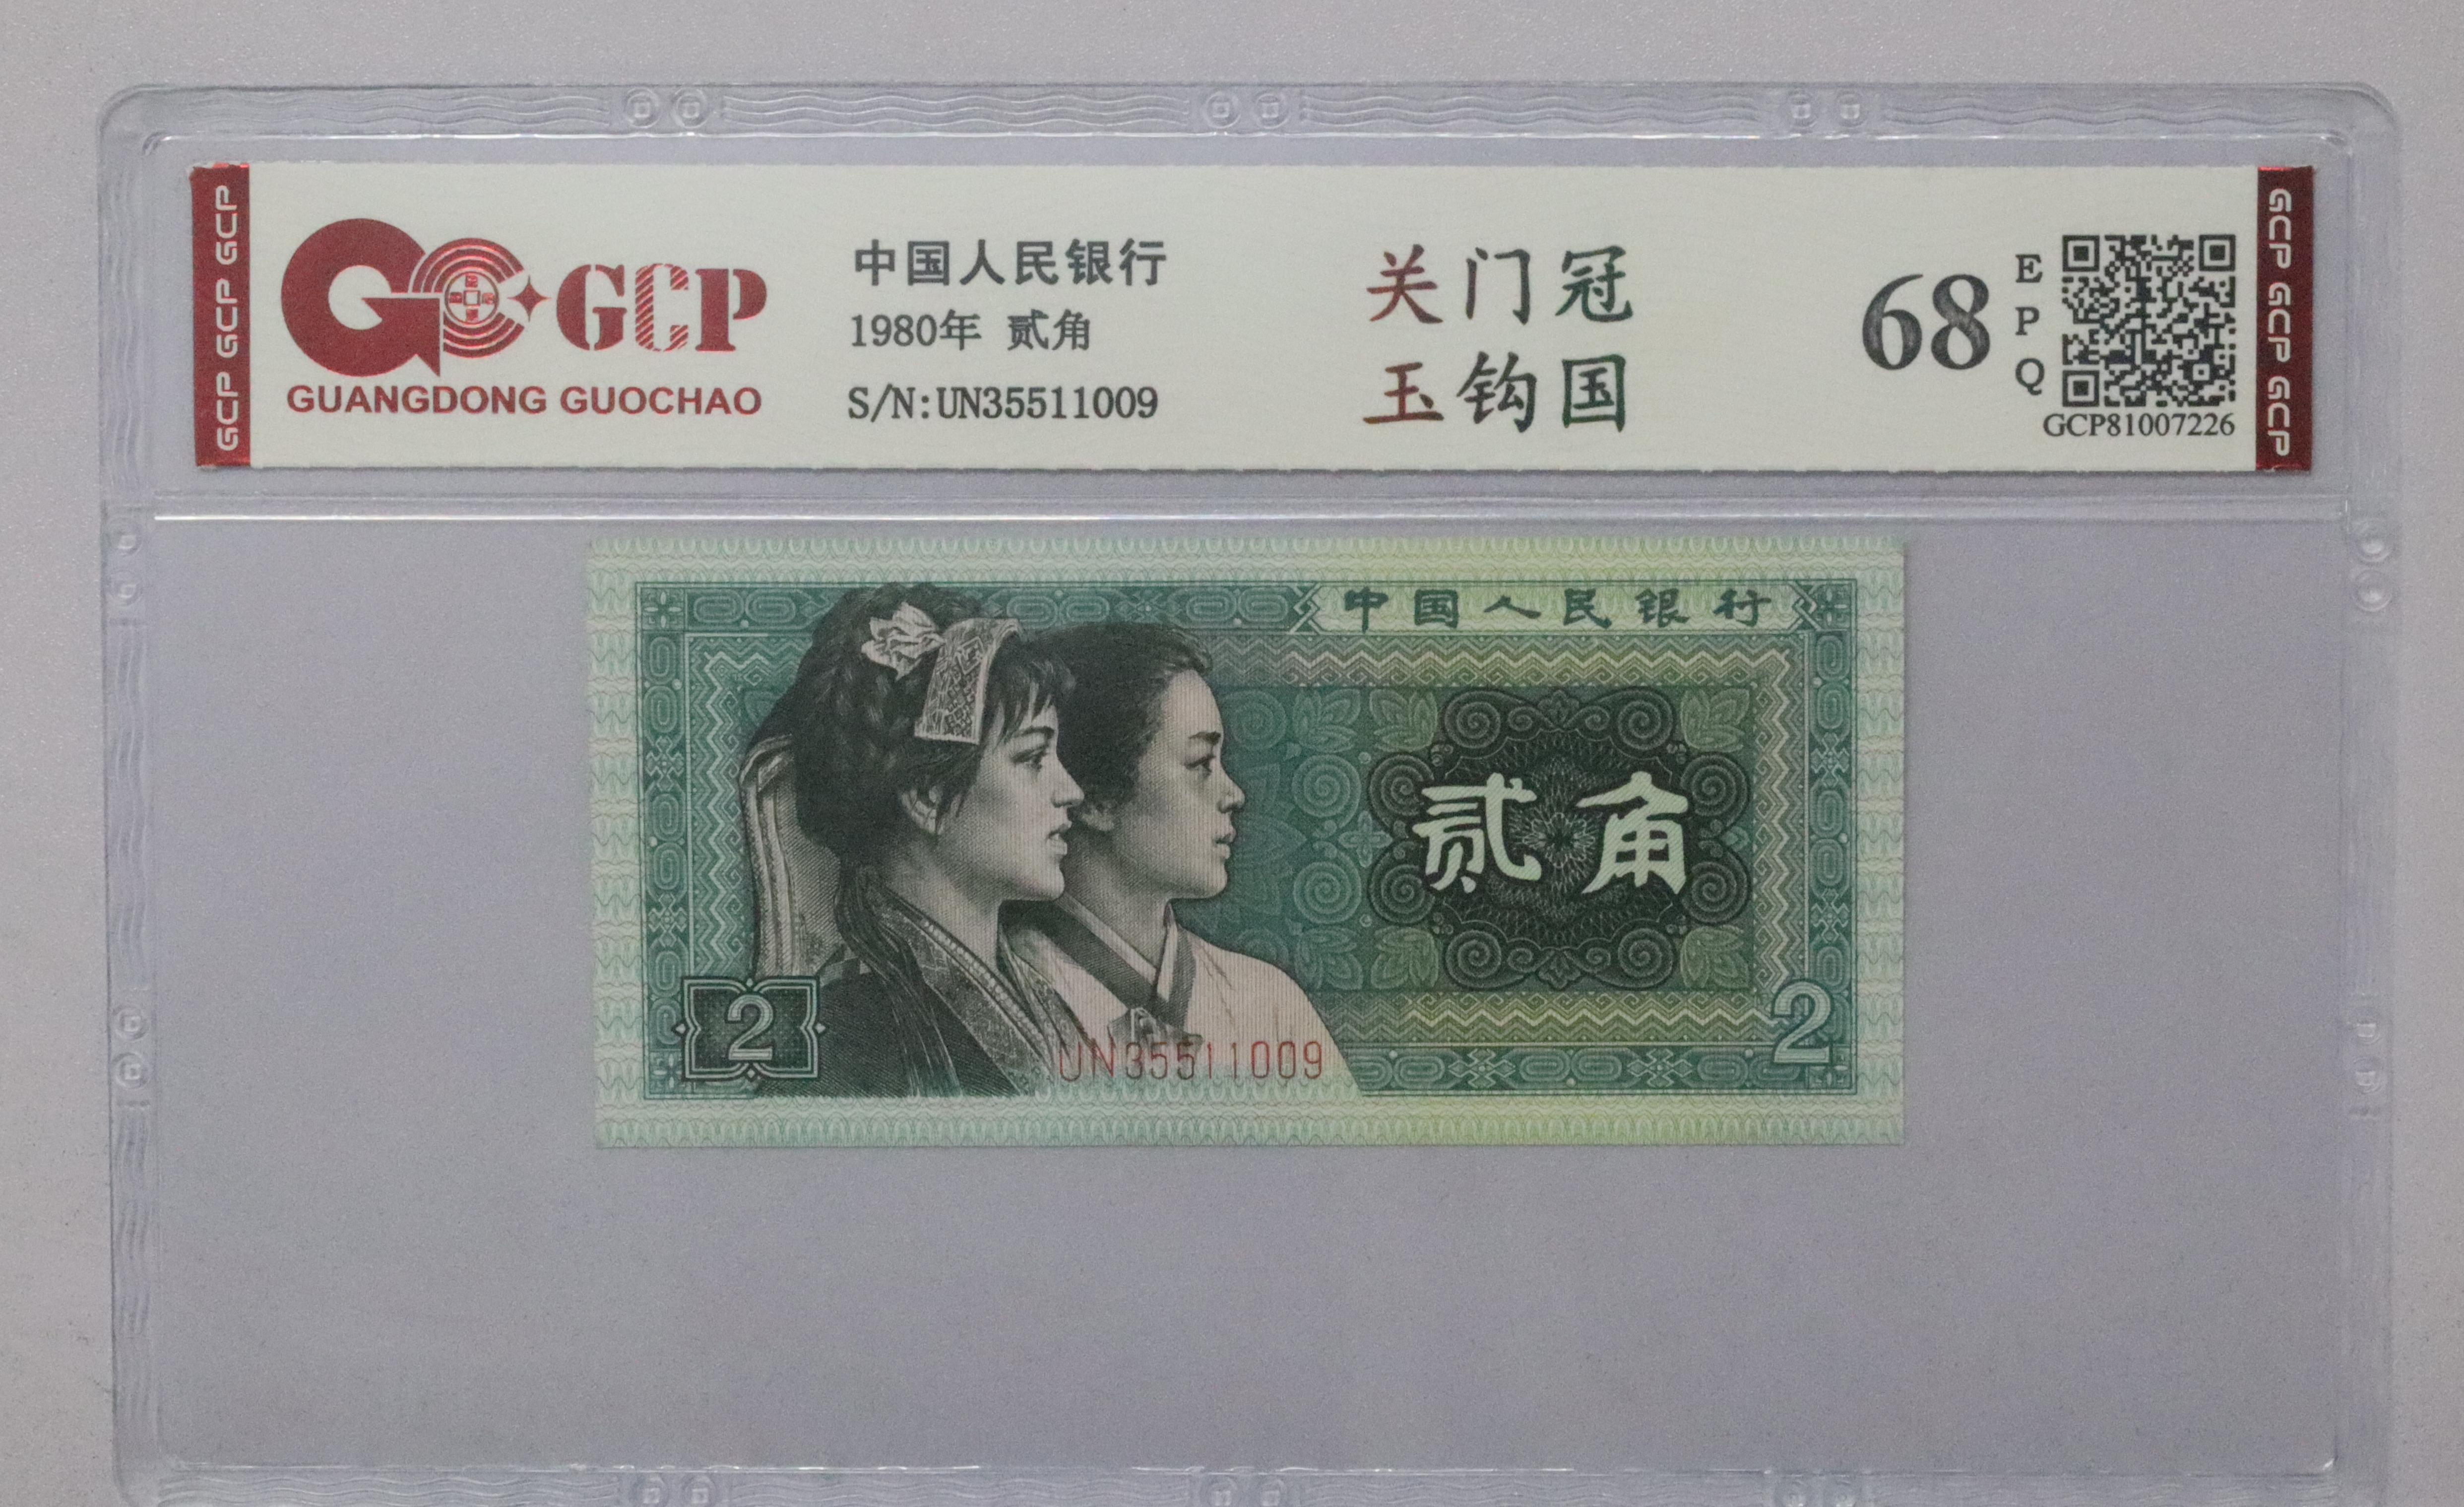 GCP GCP GCP
GCP
GUANGDONG GUOCHAO
中国人民银行
1980年 贰角
S/N:UN35511009
关门冠
玉钩国
68
E
P
Q
GCP81007226
GCP GCP GCP
中国人民银行
贰角
2
UN35511009
2